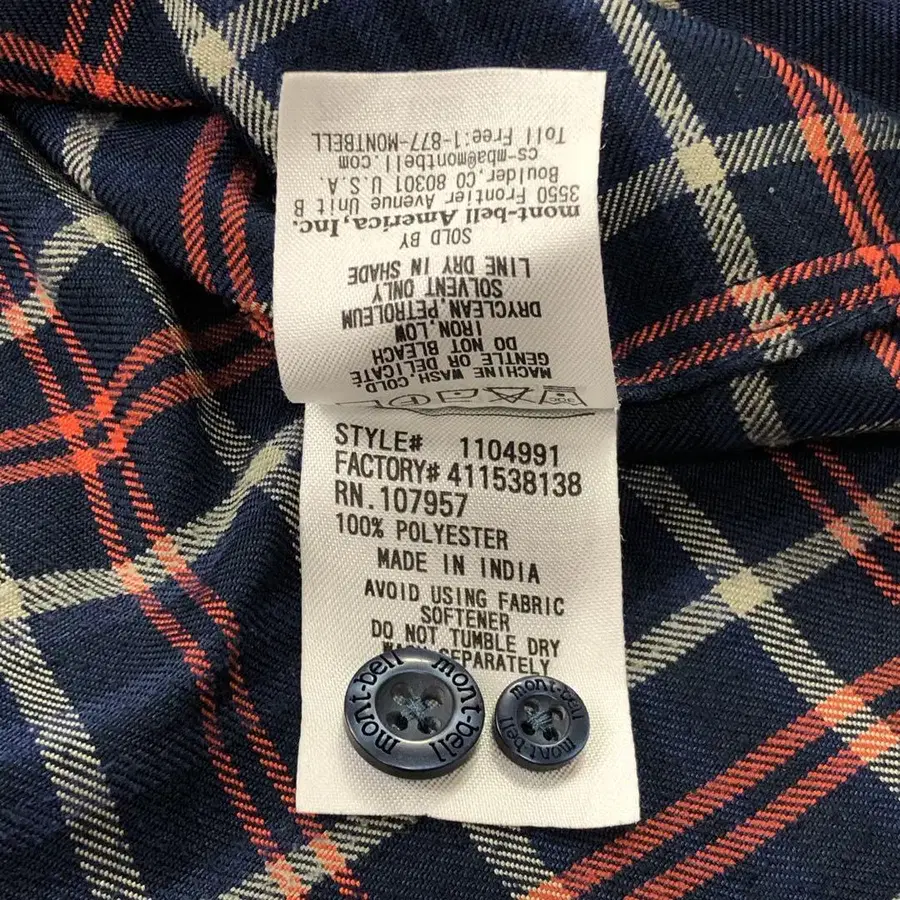 MACHINE WASH,COLD,
GENTLE OR DELICATE
DO NOT BLEACH
IRON,LOW
DRYCLEAN,PETROLEUM
SOLVENT ONLY
LINE DRY IN SHADE
SOLD BY
mont-bell America,Inc.
3550 Frontier Avenue Unit B
Boulder,CO 80301 U.S.A.
cs-mba@montbell.com
Toll Free:1-877-MONTBELL
STYLE# 1104991
FACTORY# 411538138
RN.107957
100% POLYESTER
MADE IN INDIA
AVOID USING FABRIC
SOFTENER
DO NOT TUMBLE DRY
WASH SEPARATELY
mont-bell mont-bell
mont-bell mont-bell